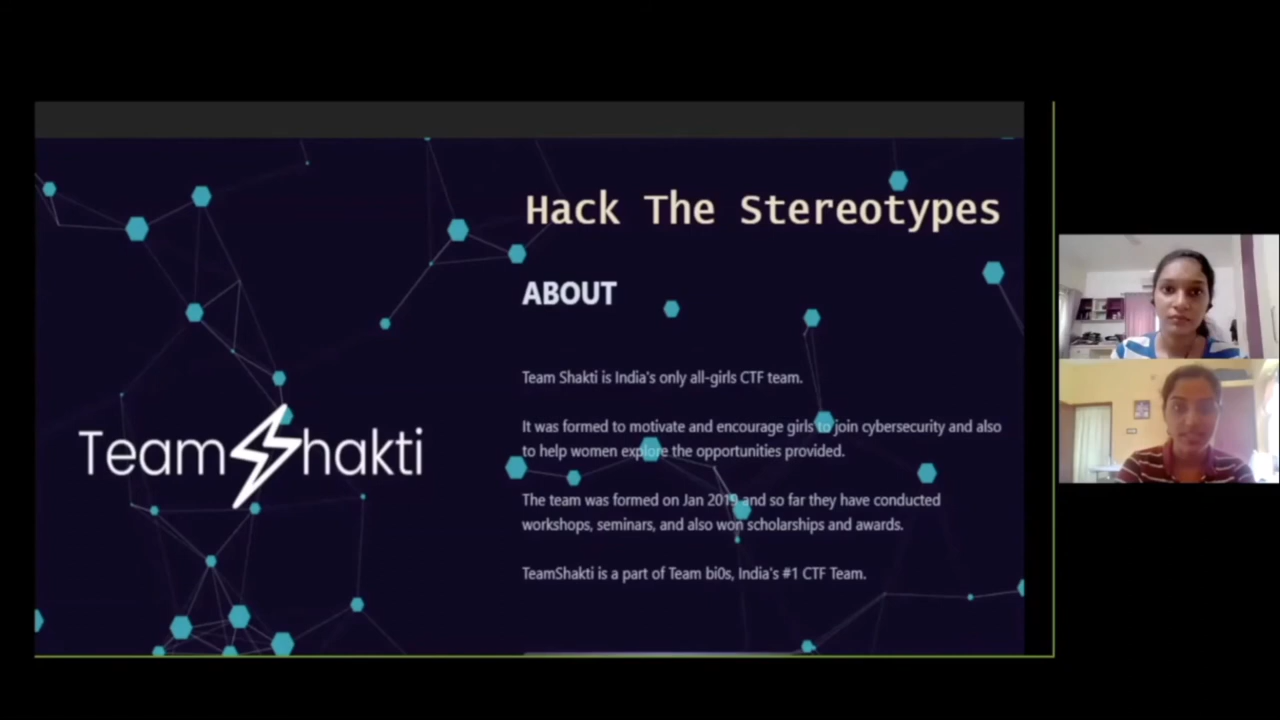 Hack The Stereotypes
ABOUT
Team Shakti is India's only all-girls CTF team.
It was formed to motivate and encourage girls to join cybersecurity and also
to help women explore the opportunities provided.
The team was formed on Jan 2019 and so far they have conducted
workshops, seminars, and also won scholarships and awards.
TeamShakti is a part of Team bi0s, India's #1 CTF Team.
Team Shakti